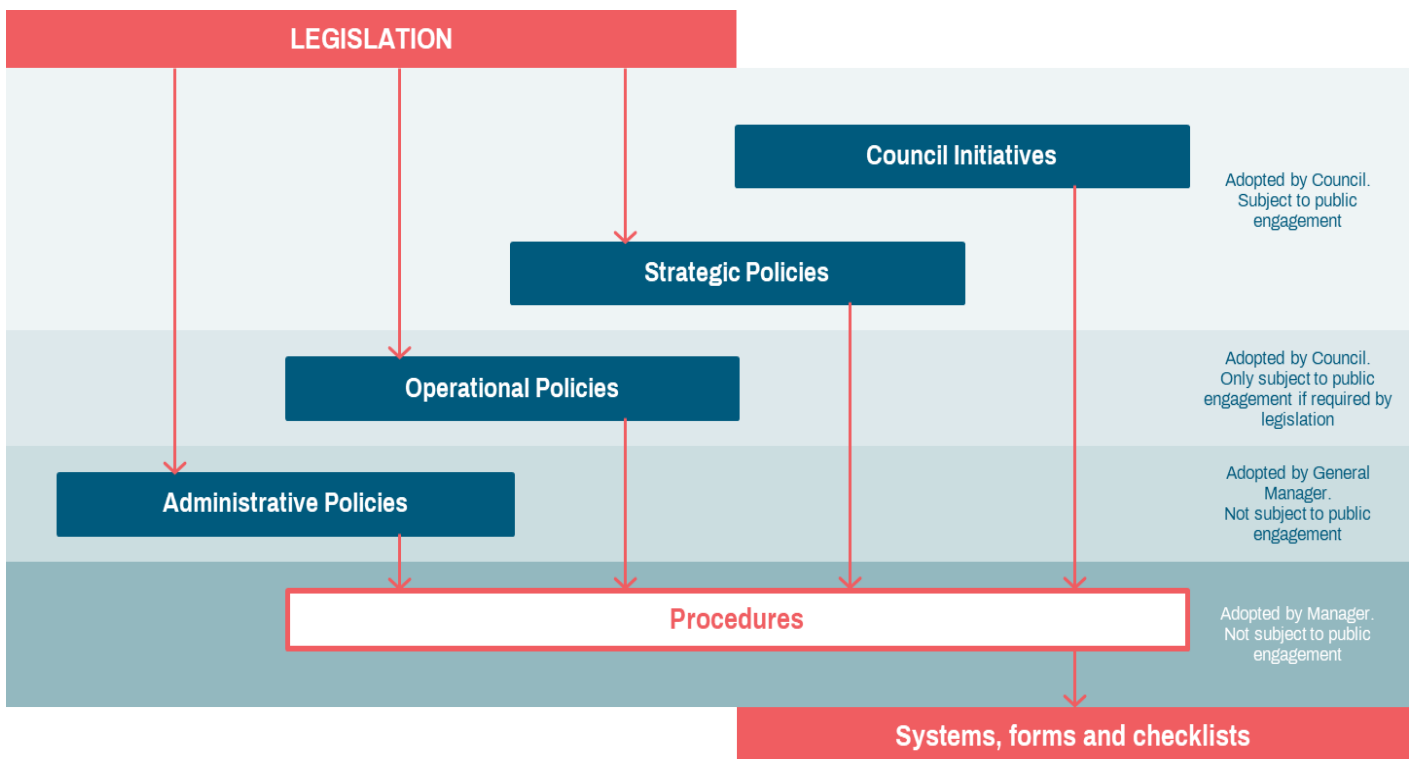 LEGISLATION
Council Initiatives
Adopted by Council.
Subject to public
engagement
Strategic Policies
Operational Policies
Adopted by Council.
Only subject to public
engagement if required by
legislation
Administrative Policies
Adopted by General
Manager.
Not subject to public
engagement
Procedures
Adopted by Manager.
Not subject to public
engagement
Systems, forms and checklists